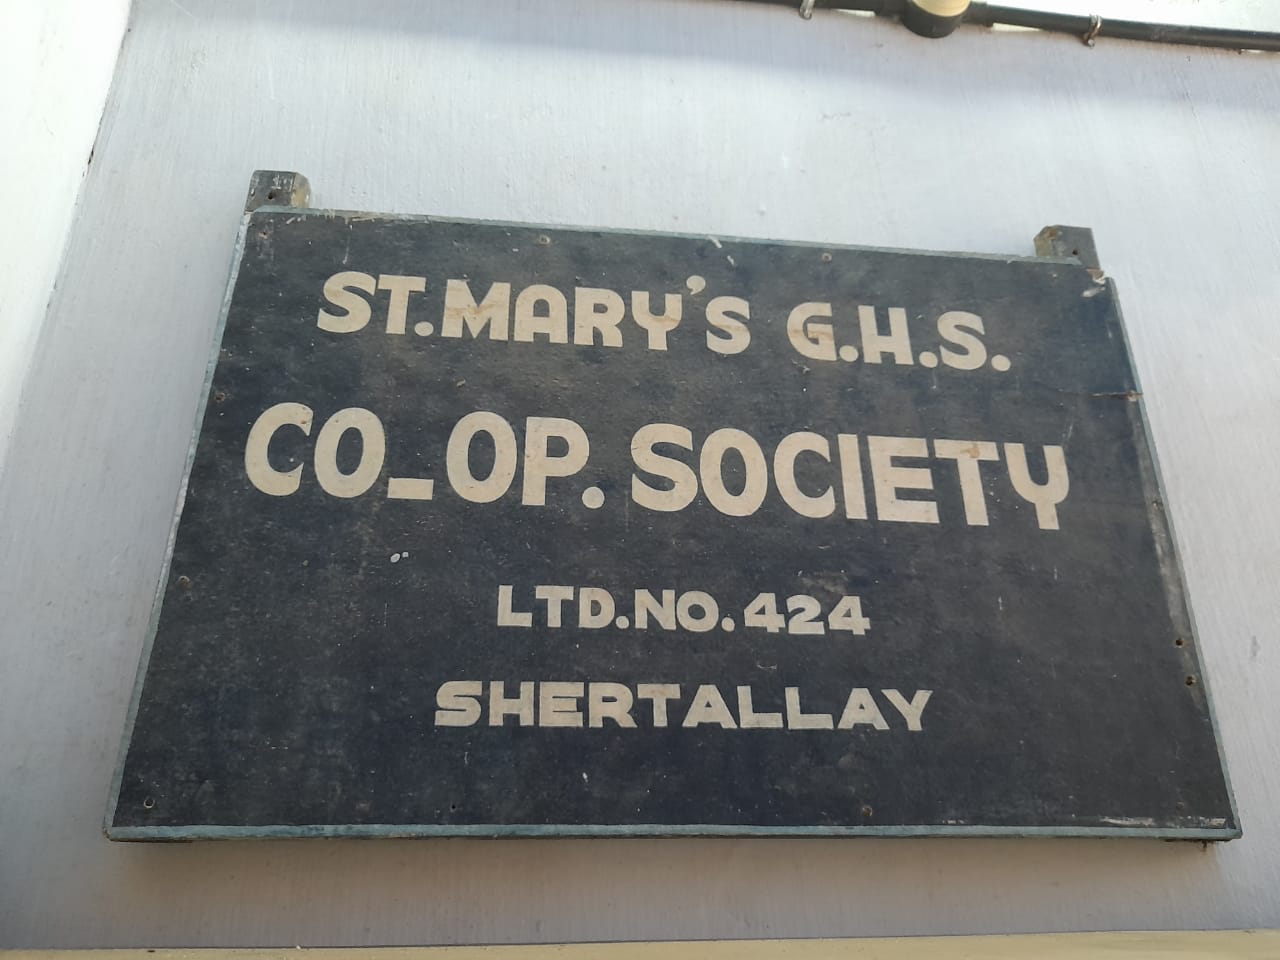 ST. MARY'S G.H.S.
CO_OP. SOCIETY
LTD. NO. 424
SHERTALLAY